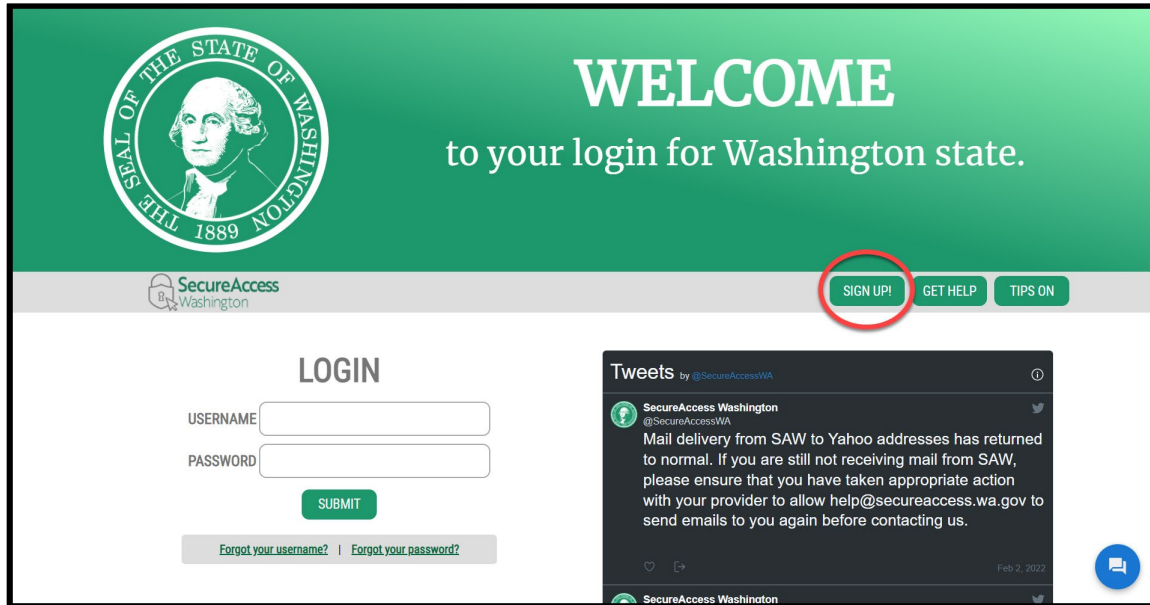 THE SEAL OF THE STATE OF WASHINGTON
1889
WELCOME
to your login for Washington state.
SecureAccess
Washington
SIGN UP!
GET HELP
TIPS ON
LOGIN
USERNAME
PASSWORD
SUBMIT
Forgot your username? | Forgot your password?
Tweets by @SecureAccessWA
SecureAccess Washington
@SecureAccessWA
Mail delivery from SAW to Yahoo addresses has returned
to normal. If you are still not receiving mail from SAW,
please ensure that you have taken appropriate action
with your provider to allow help@secureaccess.wa.gov to
send emails to you again before contacting us.
Feb 2, 2022
SecureAccess Washington